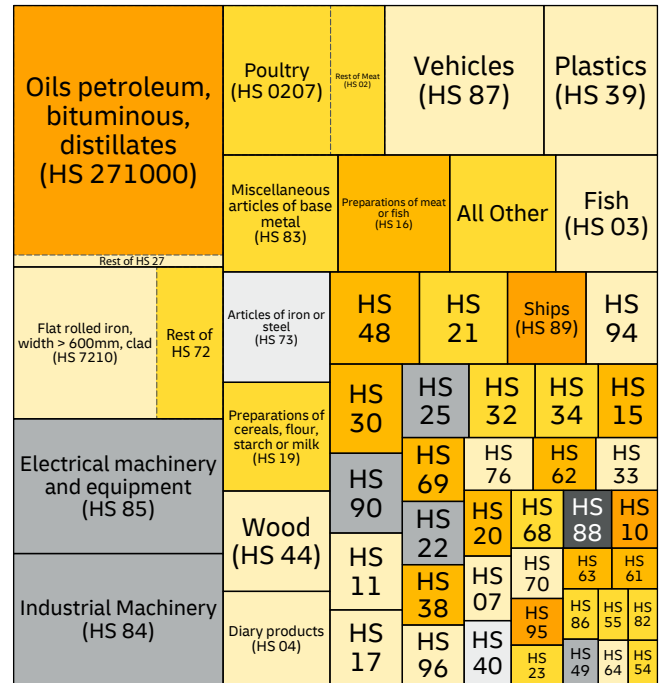 Oils petroleum,
bituminous,
distillates
(HS 271000)
Rest of HS 27
Flat rolled iron,
width > 600mm, clad
(HS 7210)
Rest of
HS 72
Electrical machinery
and equipment
(HS 85)
Industrial Machinery
(HS 84)
Poultry
(HS 0207)
Rest of Meat
(HS 02)
Vehicles
(HS 87)
Plastics
(HS 39)
Miscellaneous
articles of base
metal
(HS 83)
Preparations of meat
or fish
(HS 16)
All Other
Fish
(HS 03)
Articles of iron or
steel
(HS 73)
Preparations of
cereals, flour,
starch or milk
(HS 19)
Wood
(HS 44)
Diary products
(HS 04)
HS
48
HS
21
Ships
(HS 89)
HS
94
HS
30
HS
90
HS
11
HS
17
HS
25
HS
32
HS
34
HS
15
HS
69
HS
22
HS
38
HS
96
HS
76
HS
62
HS
33
HS
20
HS
07
HS
40
HS
68
HS
88
HS
10
HS
70
HS
95
HS
23
HS
63
HS
61
HS
86
HS
55
HS
82
HS
49
HS
64
HS
54